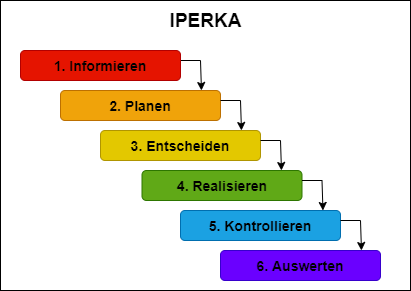 IPERKA
1. Informieren
2. Planen
3. Entscheiden
4. Realisieren
5. Kontrollieren
6. Auswerten